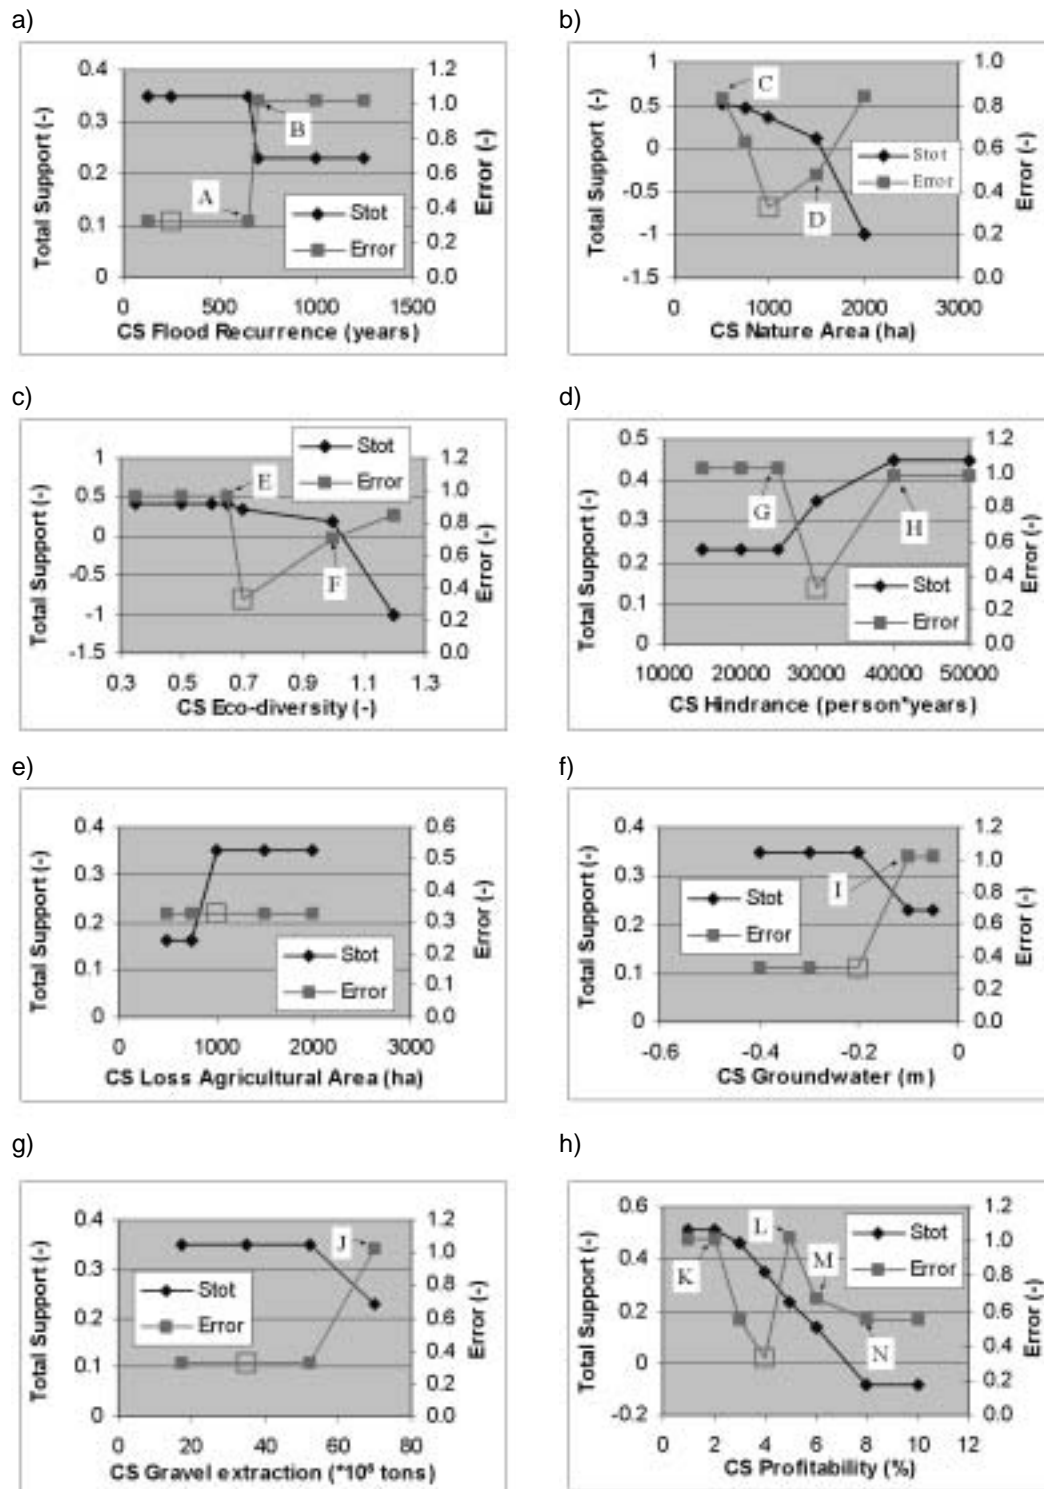 a)
0.4
0.3
0.2
0.1
0
1.2
1.0
0.8
0.6
0.4
0.2
0.0
Total Support (-)
Error (-)
A
B
Stot
Error
0 500 1000 1500
CS Flood Recurrence (years)
b)
1
0.5
0
-0.5
-1
-1.5
1.0
0.8
0.6
0.4
0.2
0.0
Total Support (-)
Error (-)
C
D
Stot
Error
0 1000 2000 3000
CS Nature Area (ha)
c)
1
0.5
0
-0.5
-1
-1.5
1.2
1.0
0.8
0.6
0.4
0.2
0.0
Total Support (-)
Error (-)
Stot
Error
E
F
0.3 0.5 0.7 0.9 1.1 1.3
CS Eco-diversity (-)
d)
0.5
0.4
0.3
0.2
0.1
0
1.2
1.0
0.8
0.6
0.4
0.2
0.0
Total Support (-)
Error (-)
G
H
Stot
Error
10000 20000 30000 40000 50000
CS Hindrance (person*years)
e)
0.4
0.3
0.2
0.1
0
0.6
0.5
0.4
0.3
0.2
0.1
0.0
Total Support (-)
Error (-)
Stot
Error
0 1000 2000 3000
CS Loss Agricultural Area (ha)
f)
0.4
0.3
0.2
0.1
0
1.2
1.0
0.8
0.6
0.4
0.2
0.0
Total Support (-)
Error (-)
Stot
Error
I
-0.6 -0.4 -0.2 0
CS Groundwater (m)
g)
0.4
0.3
0.2
0.1
0
1.2
1.0
0.8
0.6
0.4
0.2
0.0
Total Support (-)
Error (-)
J
Stot
Error
0 20 40 60 80
CS Gravel extraction tons)
h)
0.6
0.4
0.2
0
-0.2
1.2
1.0
0.8
0.6
0.4
0.2
0.0
Total Support (-)
Error (-)
K
L
M
N
Stot
Error
0 2 4 6 8 10 12
CS Profitability (%)